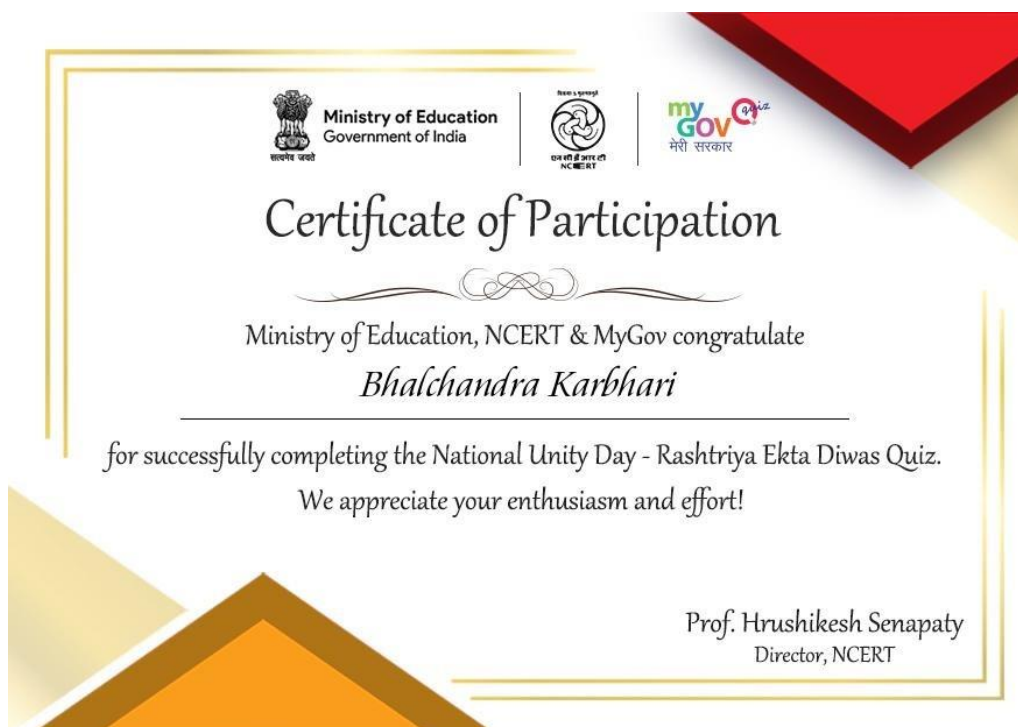 सत्यमेव जयते
Ministry of Education
Government of India
एन सी ई आर टी
NCERT
my
GOV
quiz
मेरी सरकार
Certificate of Participation
Ministry of Education, NCERT & MyGov congratulate
Bhalchandra Karbhari
for successfully completing the National Unity Day - Rashtriya Ekta Diwas Quiz.
We appreciate your enthusiasm and effort!
Prof. Hrushikesh Senapaty
Director, NCERT